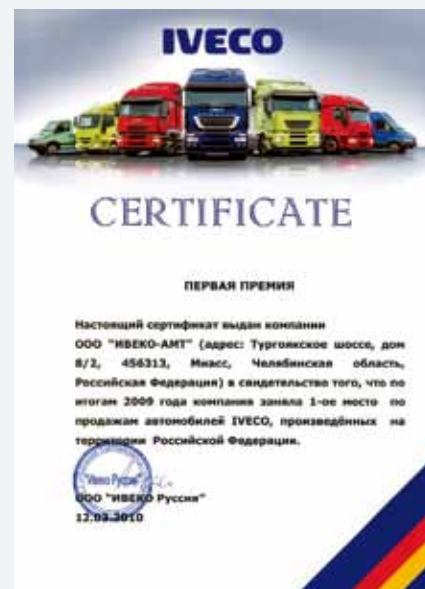 IVECO
CERTIFICATE
ПЕРВАЯ ПРЕМИЯ
Настоящий сертификат выдан компании
ООО "ИВЕКО-АМТ" (адрес: Тургоякское шоссе, дом
8/2, 456313, Миасс, Челябинская область,
Российская Федерация) в свидетельство того, что по
итогам 2009 года компания заняла 1-ое место по
продажам автомобилей IVECO, произведённых на
территории Российской Федерации.
"Ивеко Руссия"
ООО "ИВЕКО Руссия"
12.03.2010